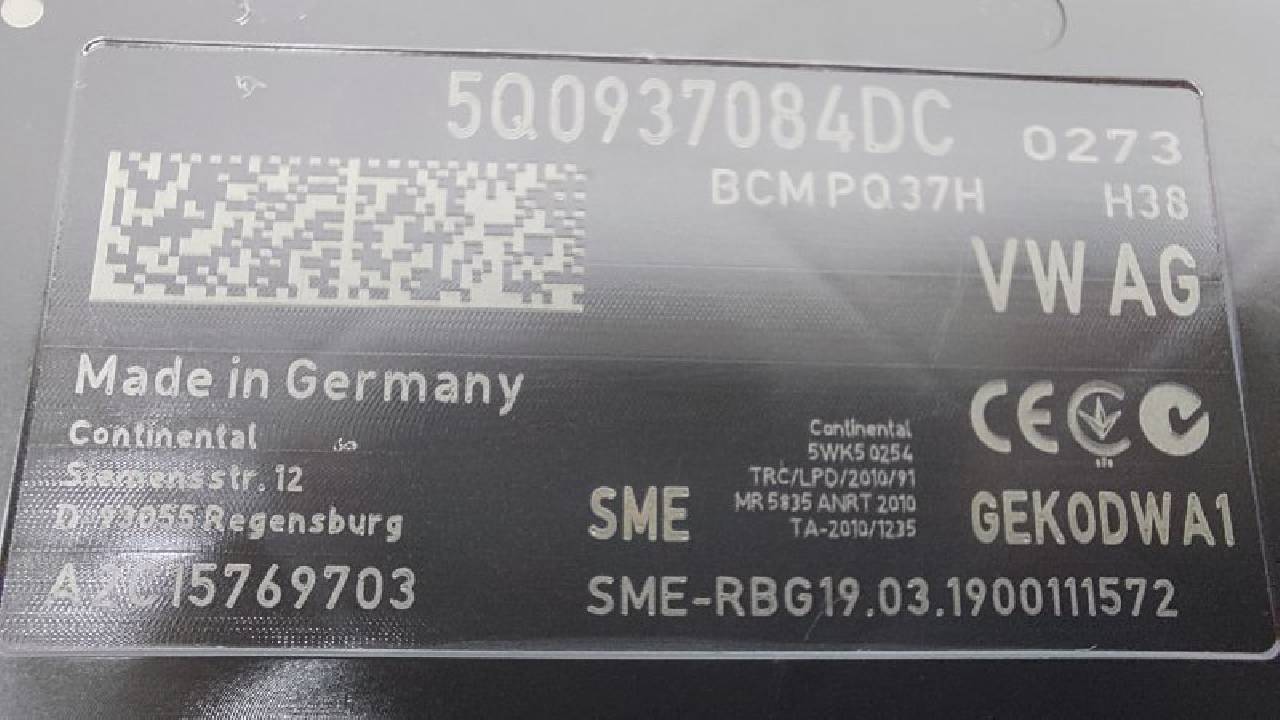 5Q0937084DC 0273
BCM PQ37H H38
VW AG
Made in Germany
Continental
Siemensstr. 12
D-93055 Regensburg
A2C15769703
SME
Continental
5WK5 0254
TRC/LPD/2010/91
MR 5835 ANRT 2010
TA-2010/1235
CE
GEK0DWA1
SME-RBG19.03.1900111572